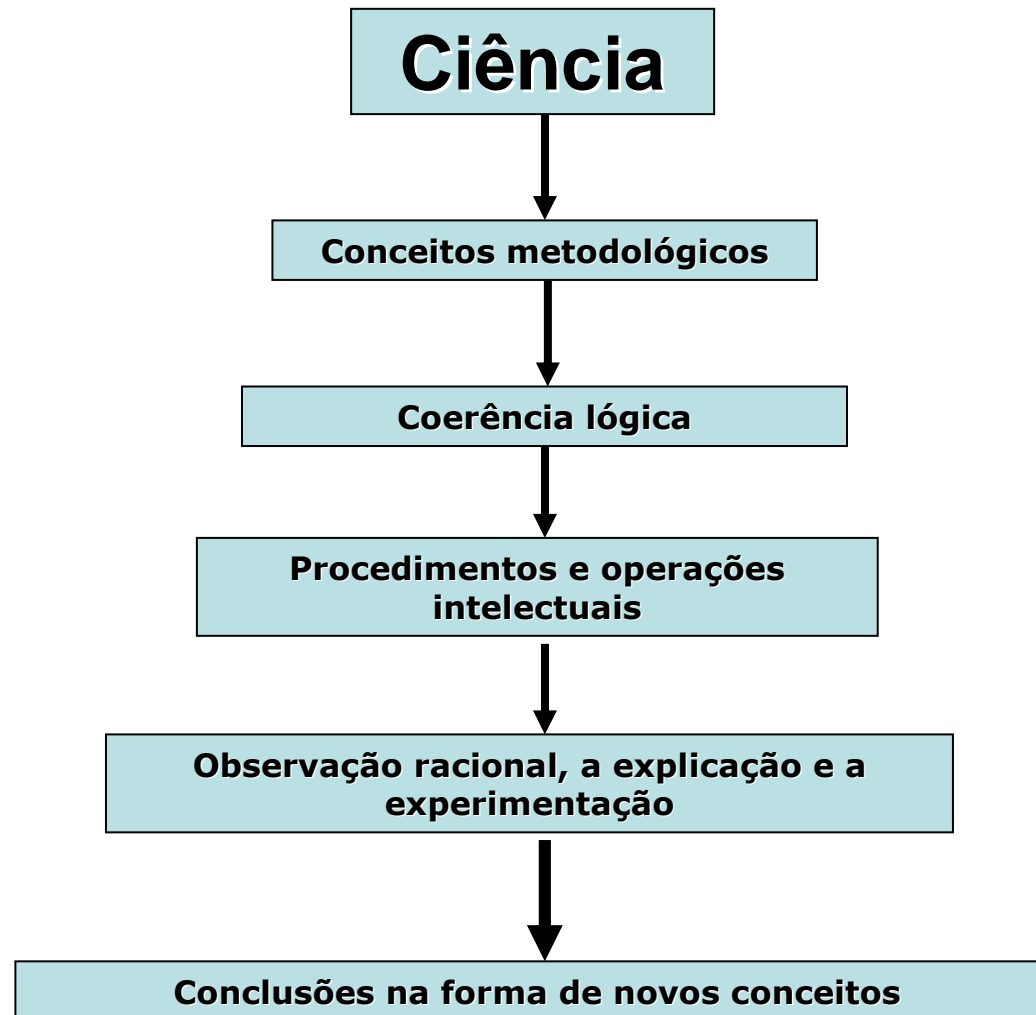 Ciência
Conceitos metodológicos
Coerência lógica
Procedimentos e operações
intelectuais
Observação racional, a explicação e a
experimentação
Conclusões na forma de novos conceitos